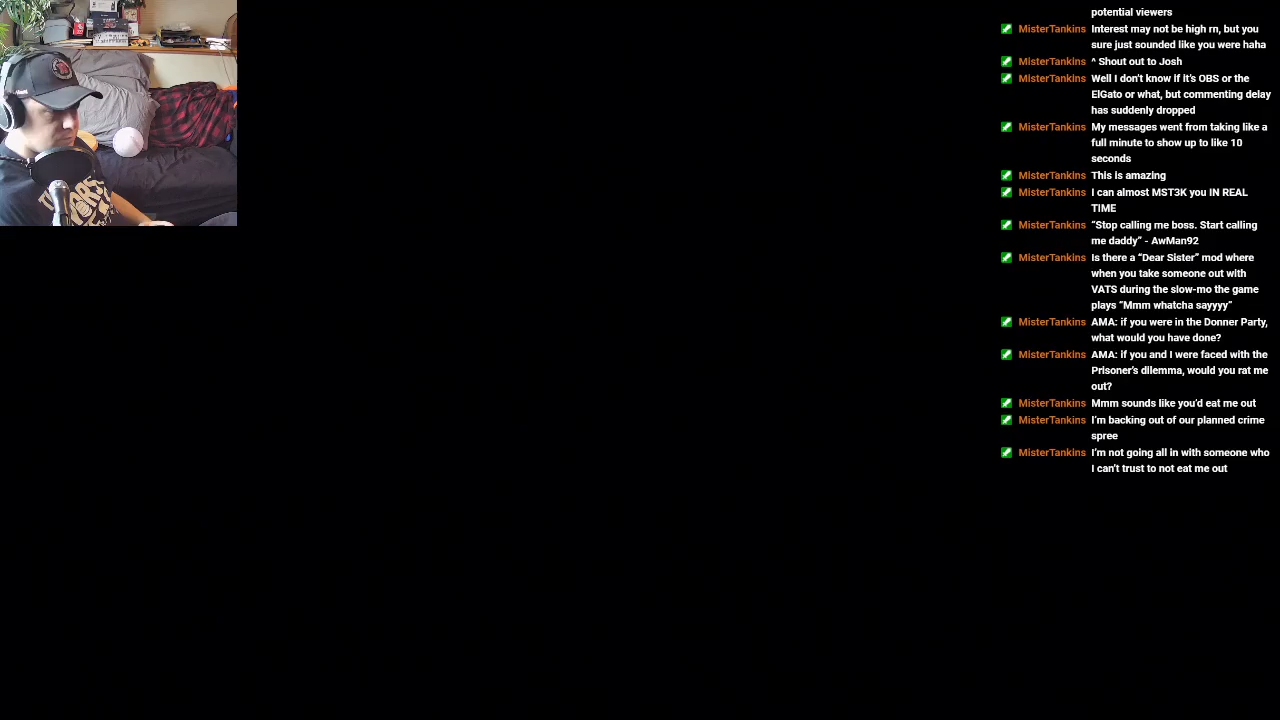 potential viewers
MisterTankins Interest may not be high rn, but you
sure just sounded like you were haha
MisterTankins ^ Shout out to Josh
MisterTankins Well I don't know if it's OBS or the
ElGato or what, but commenting delay
has suddenly dropped
MisterTankins My messages went from taking like a
full minute to show up to like 10
seconds
MisterTankins This is amazing
MisterTankins I can almost MST3K you IN REAL
TIME
MisterTankins “Stop calling me boss. Start calling
me daddy” - AwMan92
MisterTankins Is there a “Dear Sister” mod where
when you take someone out with
VATS during the slow-mo the game
plays “Mmm whatcha sayyyy”
MisterTankins AMA: if you were in the Donner Party,
what would you have done?
MisterTankins AMA: if you and I were faced with the
Prisoner’s dilemma, would you rat me
out?
MisterTankins Mmm sounds like you’d eat me out
MisterTankins I’m backing out of our planned crime
spree
MisterTankins I’m not going all in with someone who
I can’t trust to not eat me out